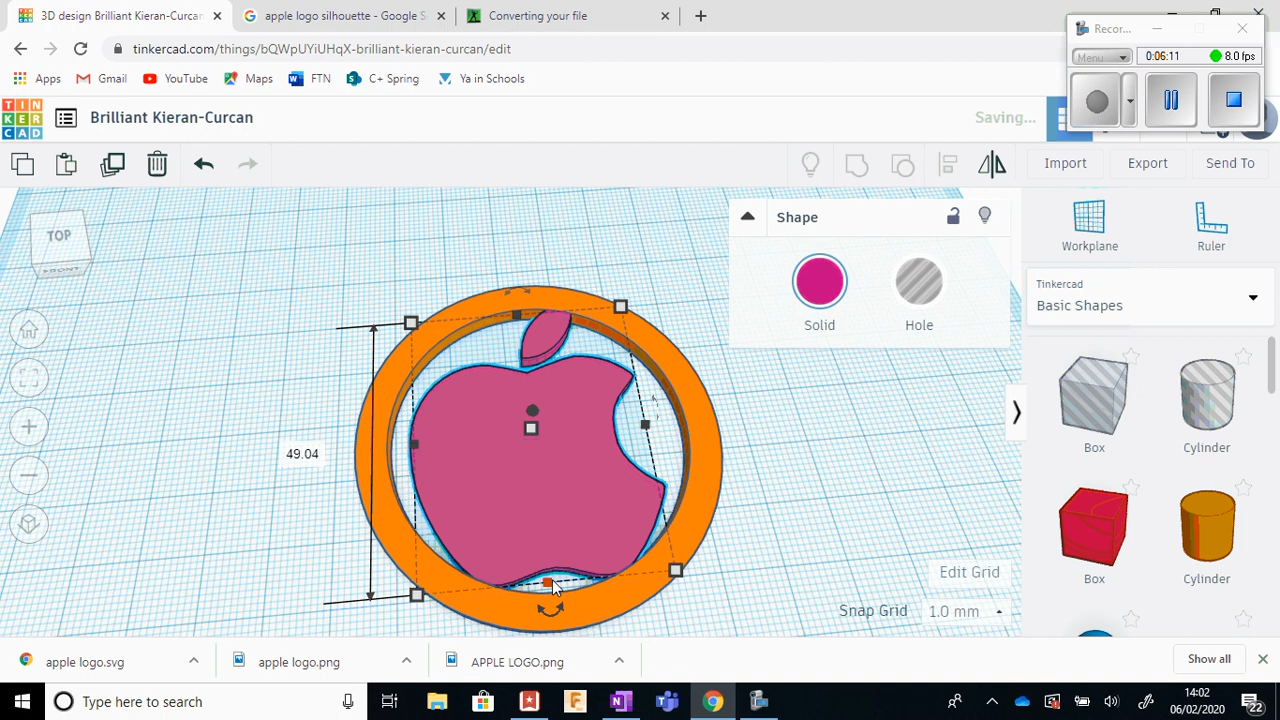 3D design Brilliant Kieran-Curcan
apple logo silhouette - Google S
Converting your file
Recor...
tinkercad.com/things/bQWpUYiUHqX-brilliant-kieran-curcan/edit
Menu
0:06:11
8.0 fps
Apps
Gmail
YouTube
Maps
FTN
C+ Spring
Ya in Schools
TIN
KER
CAD
Brilliant Kieran-Curcan
Saving...
Import
Export
Send To
TOP
FRONT
Shape
Solid
Hole
Workplane
Ruler
Tinkercad
Basic Shapes
49.04
Box
Cylinder
Box
Cylinder
Edit Grid
Snap Grid
1.0 mm
apple logo.svg
apple logo.png
APPLE LOGO.png
Show all
Type here to search
14:02
06/02/2020
22